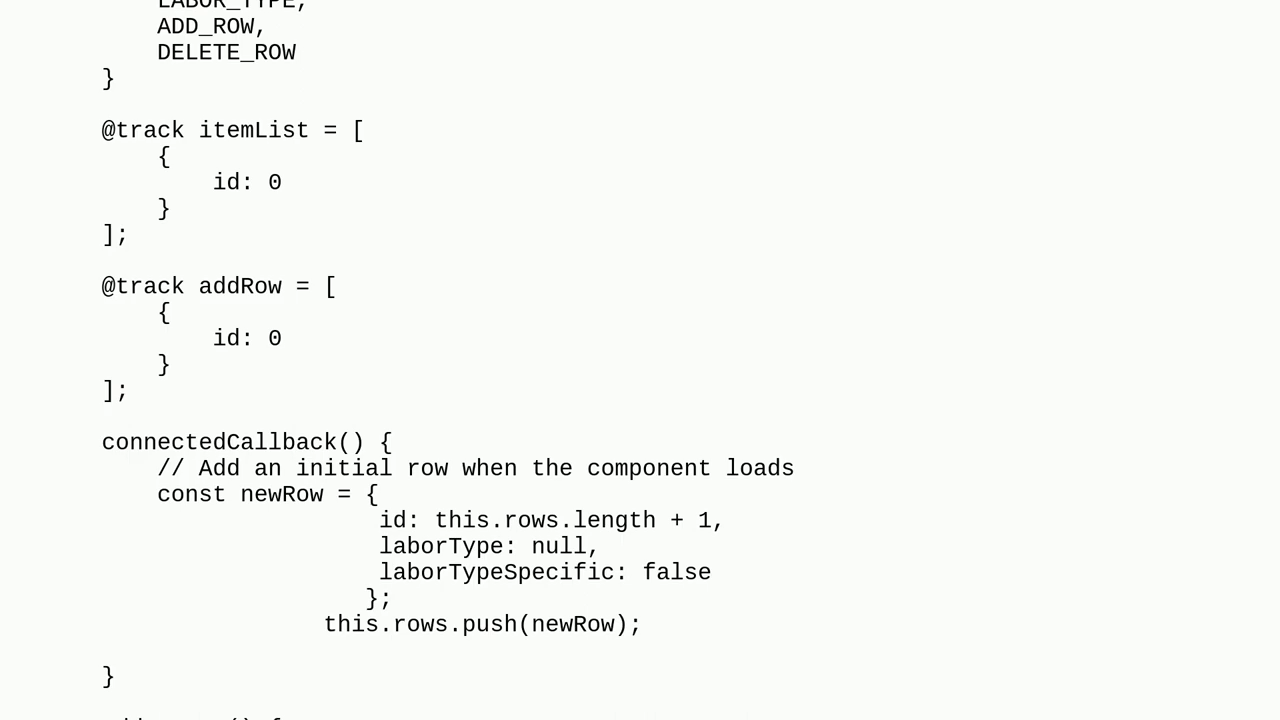 LABOR_TYPE,
ADD_ROW,
DELETE_ROW
}
@track itemList = [
{
id: 0
}
];
@track addRow = [
{
id: 0
}
];
connectedCallback() {
// Add an initial row when the component loads
const newRow = {
id: this.rows.length + 1,
laborType: null,
laborTypeSpecific: false
};
this.rows.push(newRow);
}